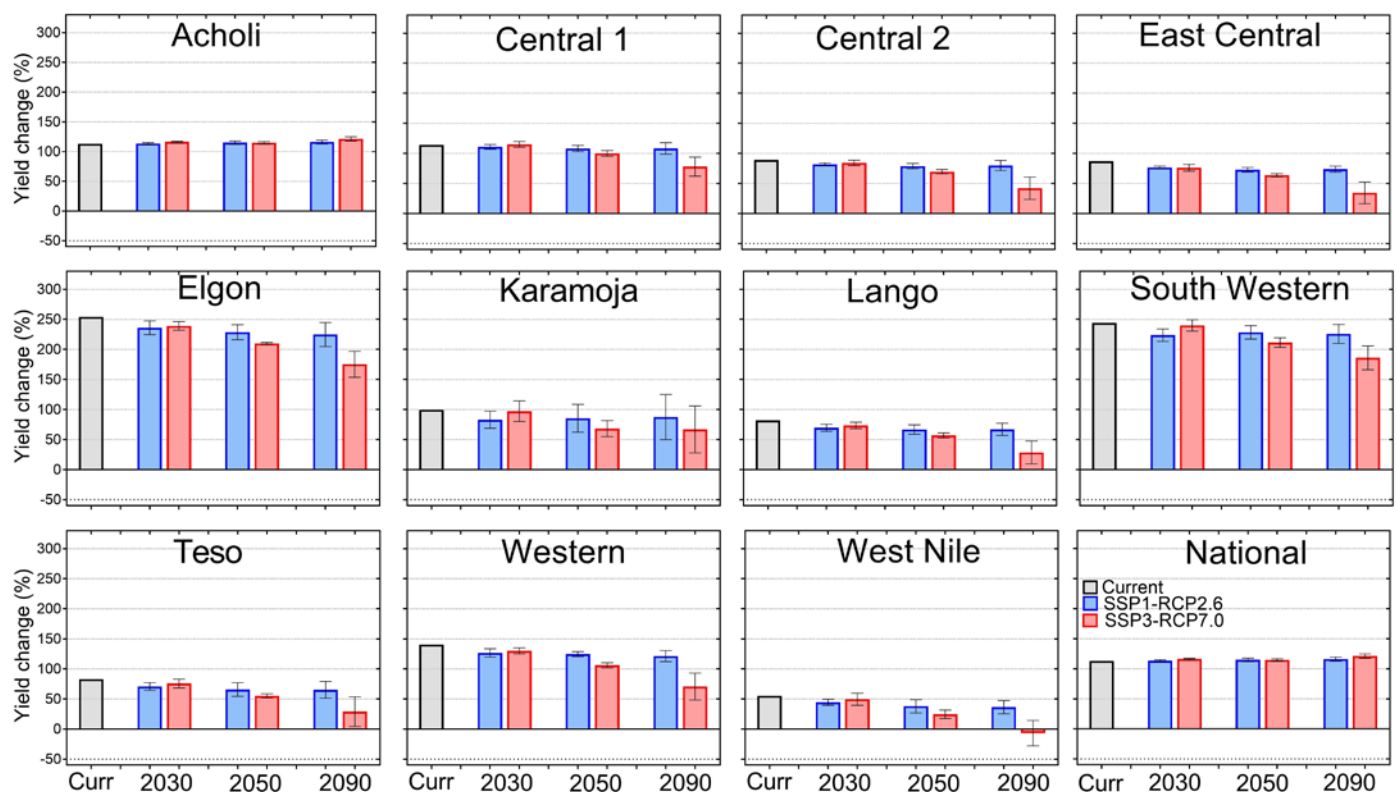 Acholi
Central 1
Central 2
East Central
Yield change (%)
300
250
200
150
100
50
0
-50
Elgon
Karamoja
Lango
South Western
Yield change (%)
300
250
200
150
100
50
0
-50
Teso
Western
West Nile
National
Yield change (%)
300
250
200
150
100
50
0
-50
Current
SSP1-RCP2.6
SSP3-RCP7.0
Curr 2030 2050 2090
Curr 2030 2050 2090
Curr 2030 2050 2090
Curr 2030 2050 2090